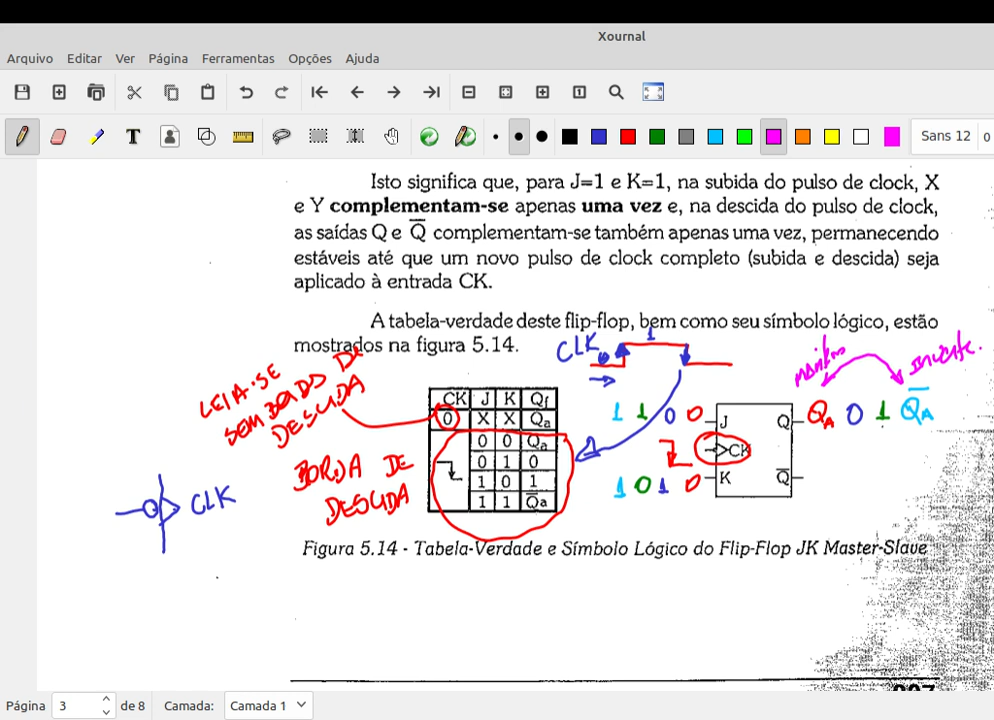 Xournal
Arquivo Editar Ver Página Ferramentas Opções Ajuda
Sans 12 0
Isto significa que, para J=1 e K=1, na subida do pulso de clock, X
e Y complementam-se apenas uma vez e, na descida do pulso de clock,
as saídas Q e Q̅ complementam-se também apenas uma vez, permanecendo
estáveis até que um novo pulso de clock completo (subida e descida) seja
aplicado à entrada CK.
A tabela-verdade deste flip-flop, bem como seu símbolo lógico, estão
mostrados na figura 5.14.
CLK 0 1
LEIA-SE
SEM BORDA DE
DESCIDA
BORDA DE
DESCIDA
CLK
CK J K Qf
0 X X Qa
0 0 Qa
0 1 0
1 0 1
1 1 Q̅a
mantém inverte.
1 1 0 0 J Q QA 0 1 Q̅A
CK
1 0 1 0 K Q̅
Figura 5.14 - Tabela-Verdade e Símbolo Lógico do Flip-Flop JK Master-Slave
Página 3 de 8 Camada: Camada 1